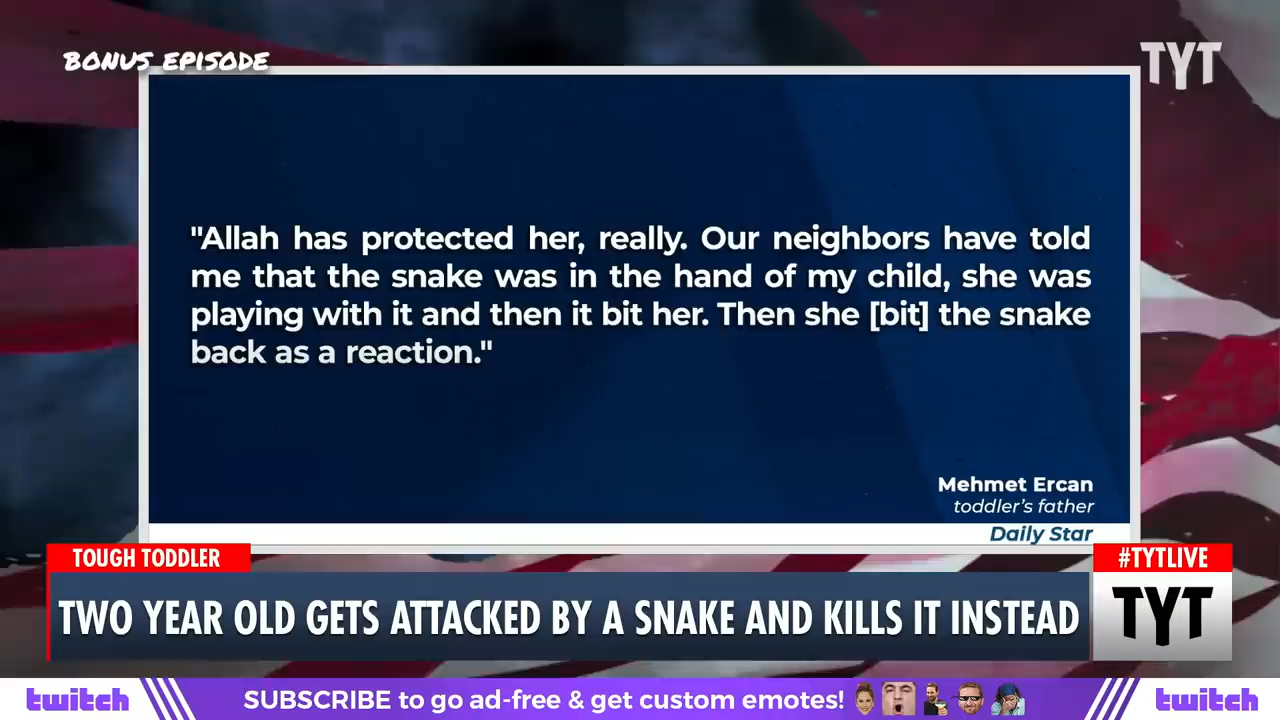 BONUS EPISODE
TYT
"Allah has protected her, really. Our neighbors have told
me that the snake was in the hand of my child, she was
playing with it and then it bit her. Then she [bit] the snake
back as a reaction."
Mehmet Ercan
toddler's father
Daily Star
TOUGH TODDLER
#TYTLIVE
TWO YEAR OLD GETS ATTACKED BY A SNAKE AND KILLS IT INSTEAD
TYT
twitch
SUBSCRIBE to go ad-free & get custom emotes!
twitch